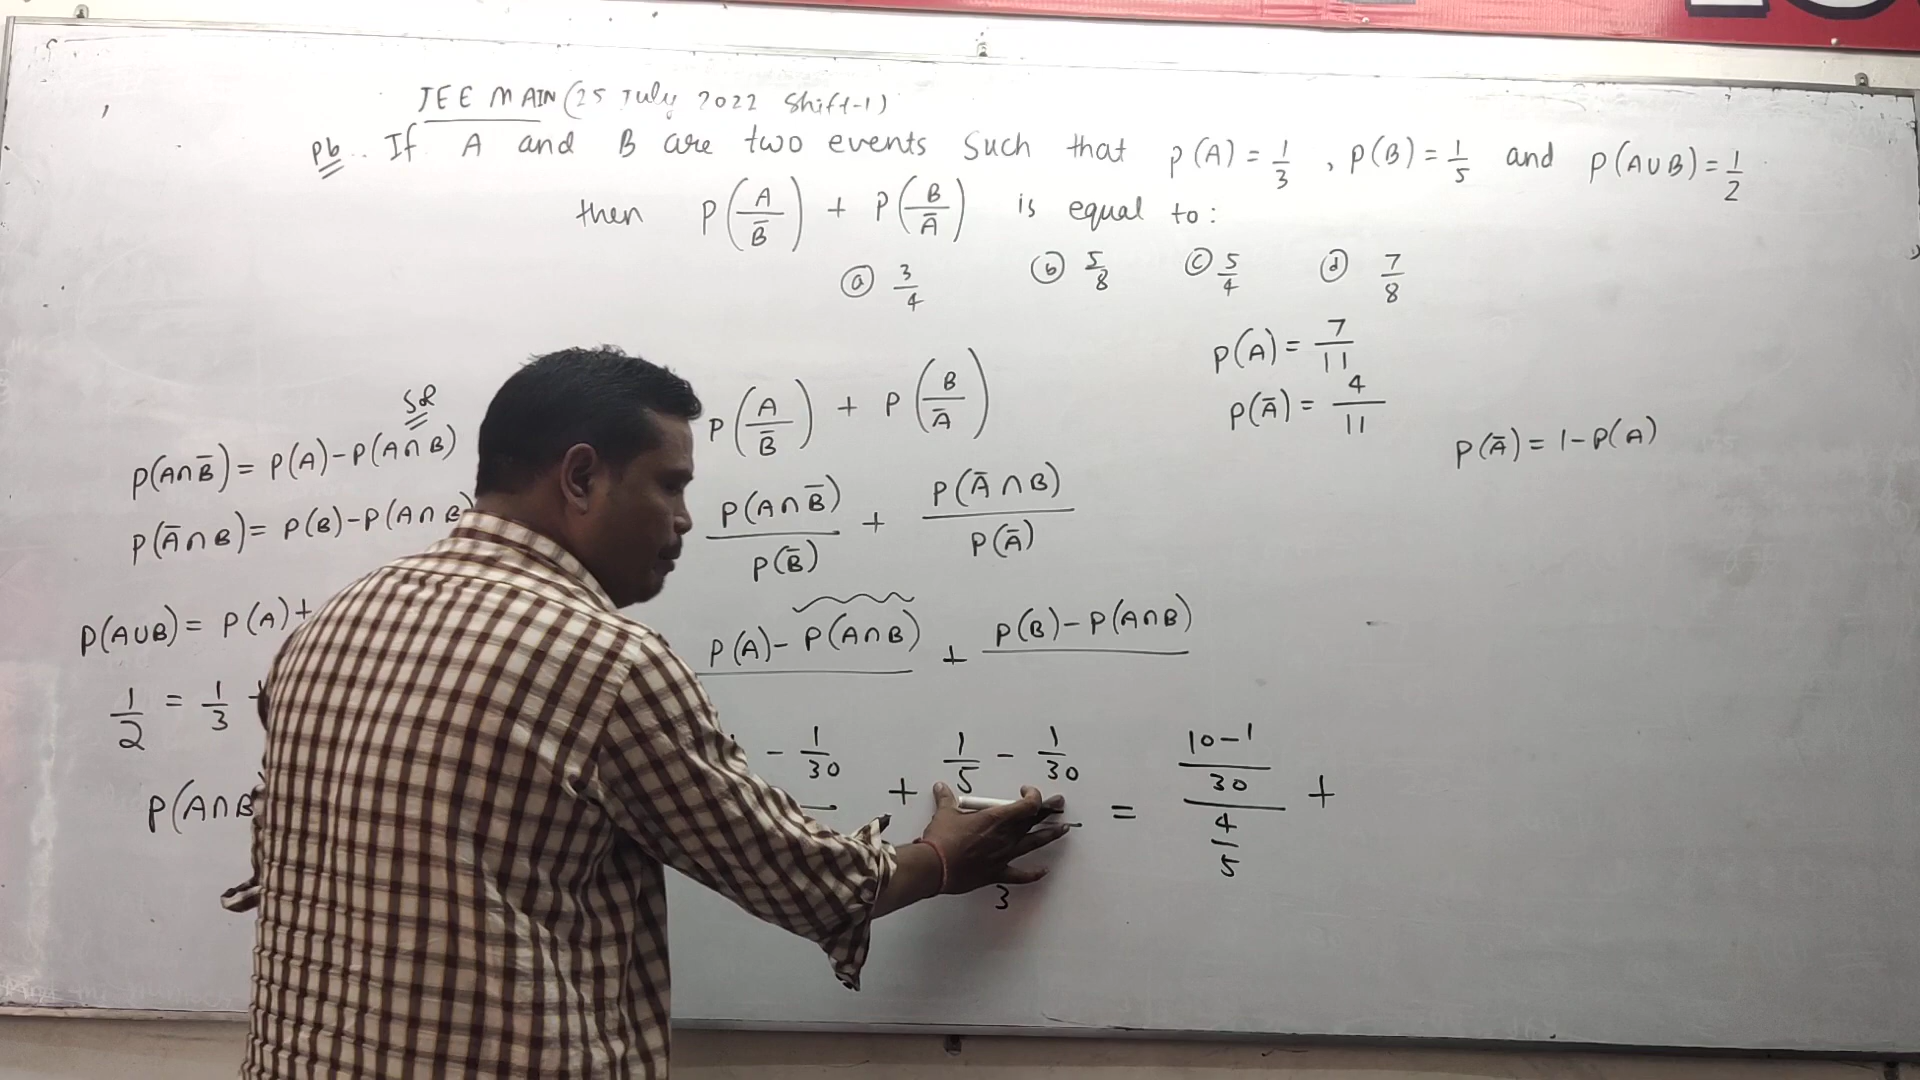 JEE MAIN (25 July 2022 Shift-1)
Pb. If A and B are two events such that P(A) = 1/3 , P(B) = 1/5 and P(A∪B) = 1/2
then P(A/B̄) + P(B/Ā) is equal to :
ⓐ 3/4 ⓑ 5/8 ⓒ 5/4 ⓓ 7/8
P(A) = 7/11
P(Ā) = 4/11
P(Ā) = 1-P(A)
P(A∩B̄) = P(A)-P(A∩B)
P(Ā∩B) = P(B)-P(A∩B)
P(A∪B) = P(A)+
1/2 = 1/3 +
P(A∩B
P(A/B̄) + P(B/Ā)
P(A∩B̄)/P(B̄) + P(Ā∩B)/P(Ā)
P(A)-P(A∩B) + P(B)-P(A∩B)
- 1/30 + 1/5 - 1/30 = (10-1)/30 / 4/5 +
3